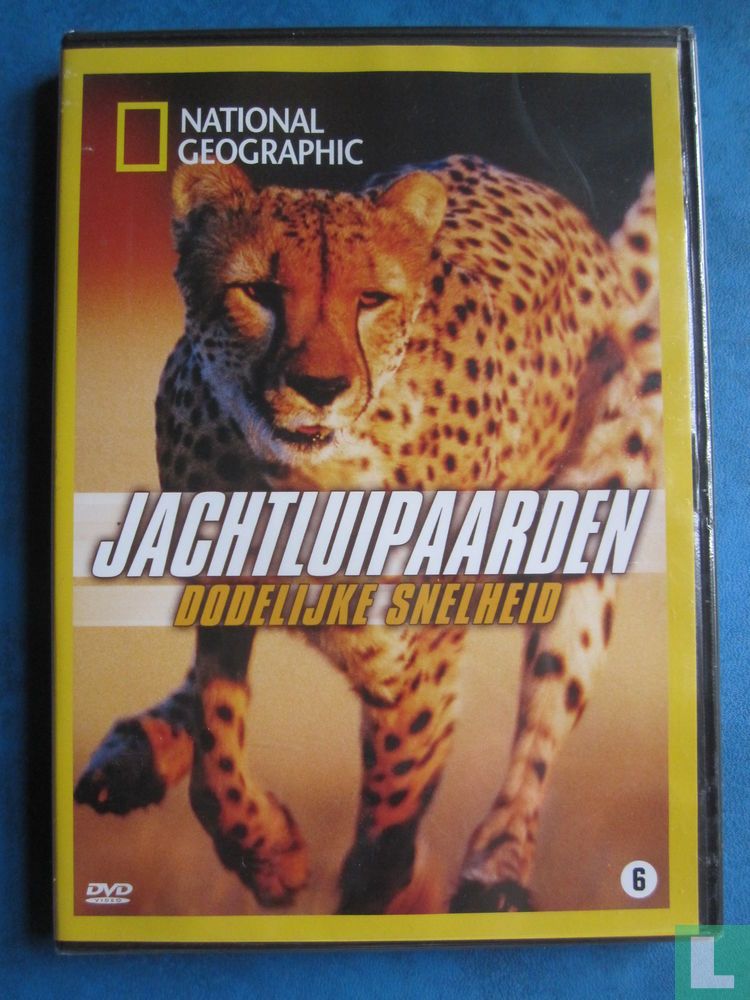 NATIONAL
GEOGRAPHIC
JACHTLUIPAARDEN
DODELIJKE SNELHEID
DVD
VIDEO
6
L